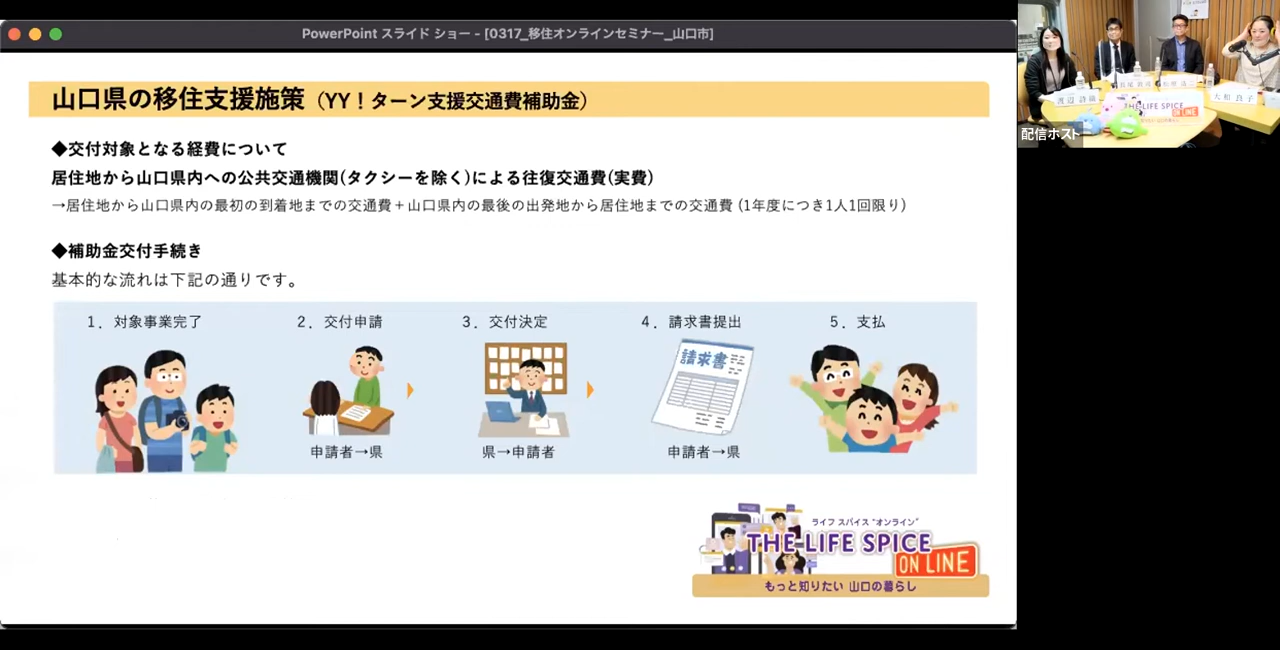 PowerPoint スライド ショー - [0317_移住オンラインセミナー_山口市]
山口県の移住支援施策（YY！ターン支援交通費補助金）
◆交付対象となる経費について
居住地から山口県内への公共交通機関(タクシーを除く)による往復交通費(実費)
→居住地から山口県内の最初の到着地までの交通費＋山口県内の最後の出発地から居住地までの交通費 (1年度につき1人1回限り)
◆補助金交付手続き
基本的な流れは下記の通りです。
1．対象事業完了
2．交付申請
3．交付決定
4．請求書提出
5．支払
請求書
申請者→県
県→申請者
申請者→県
ライフ スパイス "オンライン"
THE LIFE SPICE
ON LINE
もっと知りたい 山口の暮らし
渡辺 詩織
大和 良子
THE LIFE SPICE
ON LINE
配信ホスト